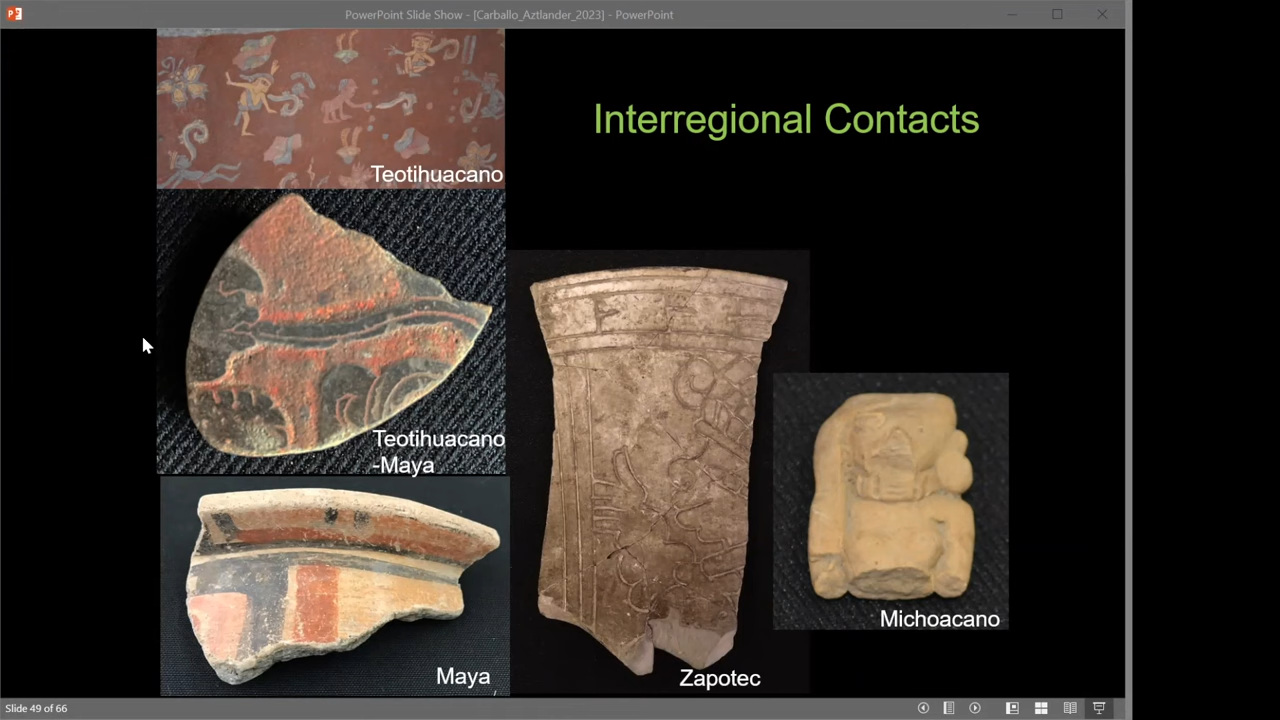 PowerPoint Slide Show - [Carballo_Aztlander_2023] - PowerPoint
Interregional Contacts
Teotihuacano
Teotihuacano
-Maya
Maya
Zapotec
Michoacano
Slide 49 of 66